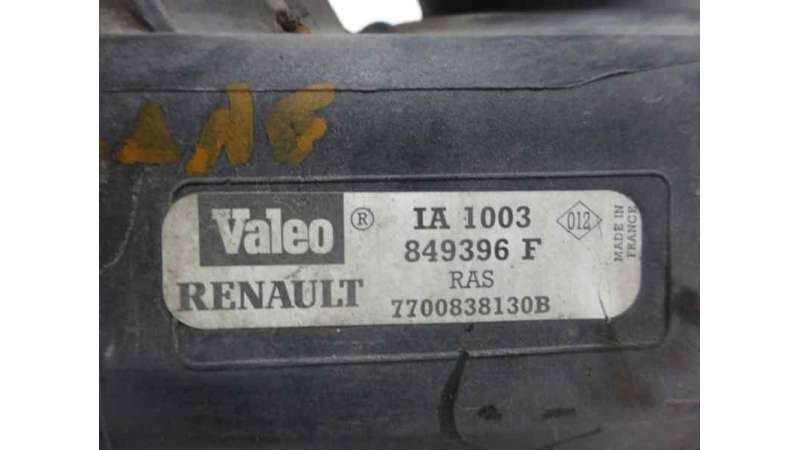 Valeo ® IA 1003
849396 F
RENAULT RAS
7700838130B
012
MADE IN
FRANCE